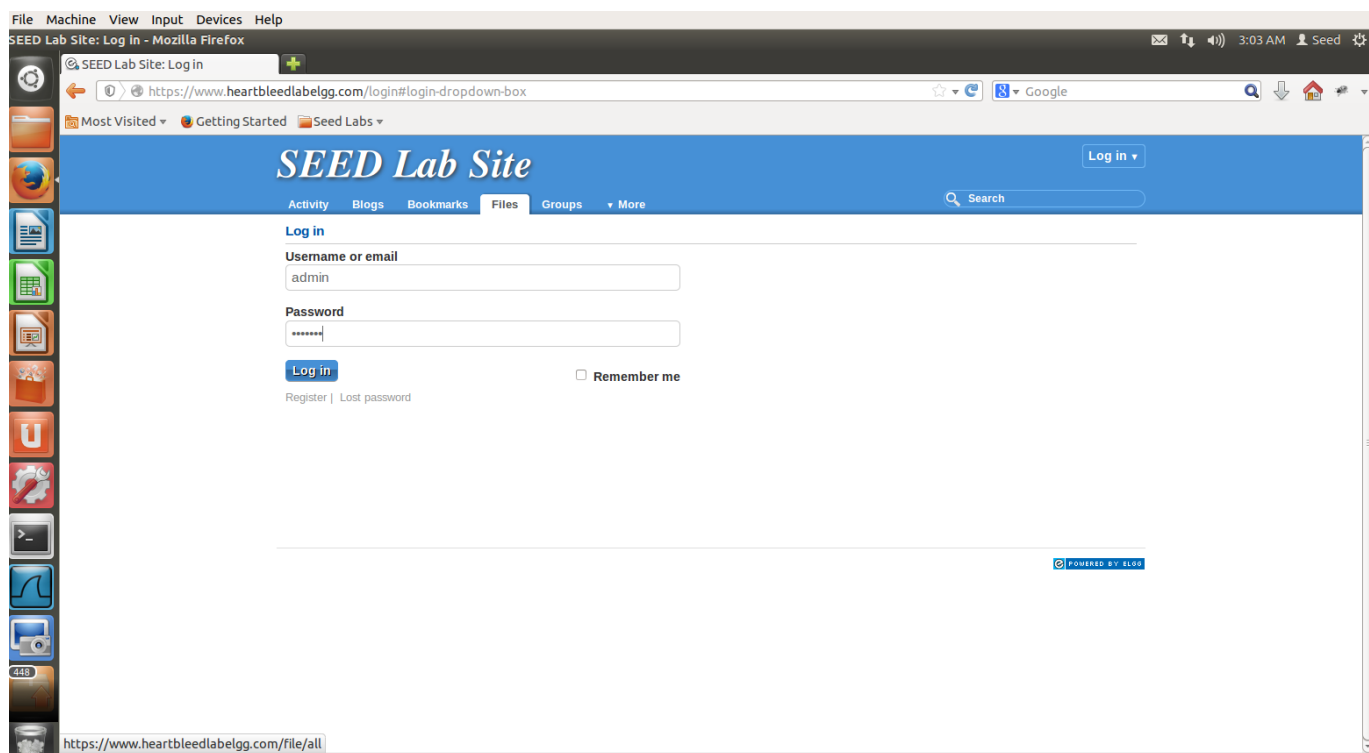 File Machine View Input Devices Help
SEED Lab Site: Log in - Mozilla Firefox 3:03 AM Seed
SEED Lab Site: Log in
https://www.heartbleedlabelgg.com/login#login-dropdown-box Google
Most Visited Getting Started Seed Labs
SEED Lab Site Log in
Activity Blogs Bookmarks Files Groups More Search
Log in
Username or email
admin
Password
•••••••
Log in Remember me
Register | Lost password
POWERED BY ELGG
448
https://www.heartbleedlabelgg.com/file/all